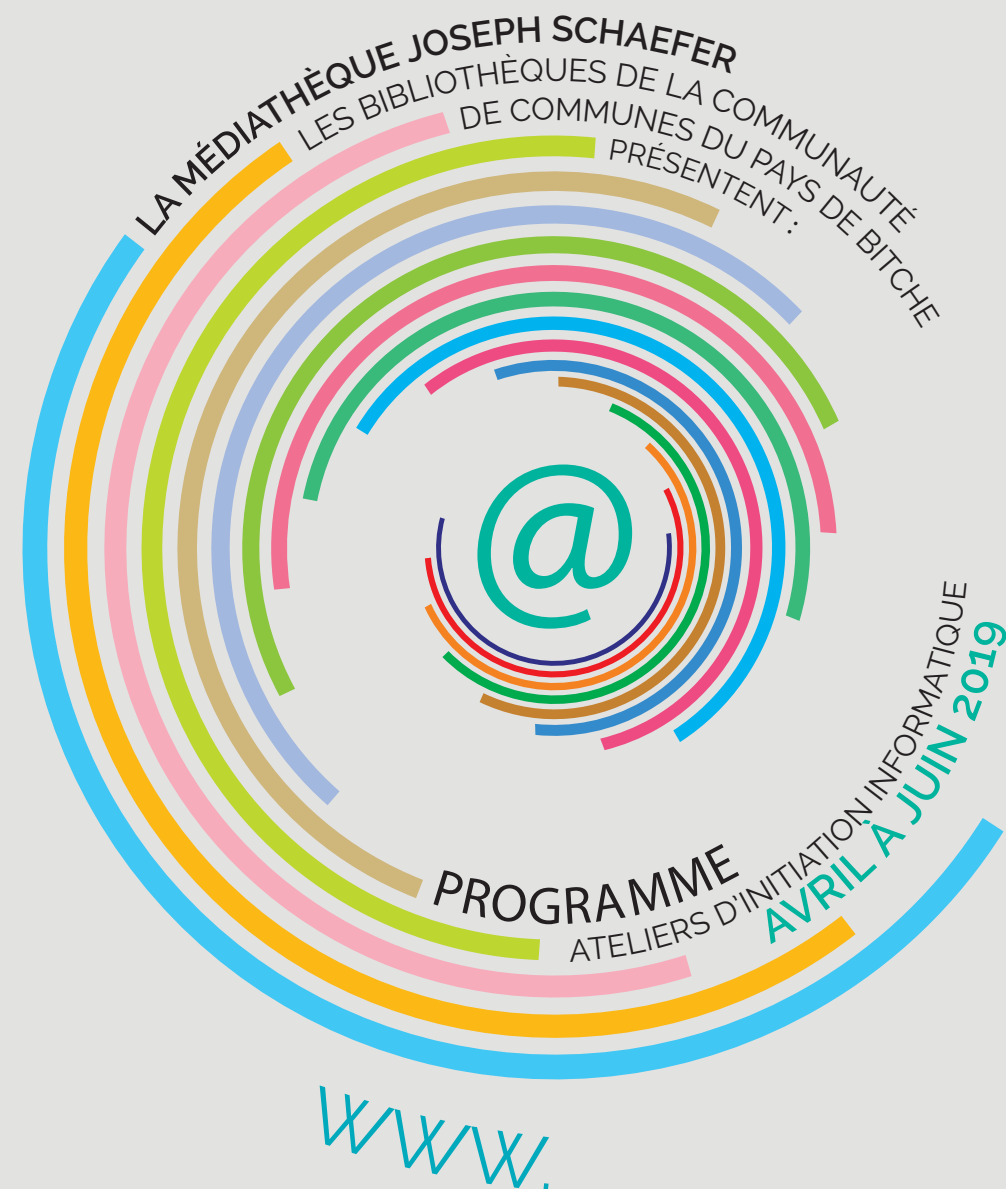 LA MÉDIATHÈQUE JOSEPH SCHAEFER
LES BIBLIOTHÈQUES DE LA COMMUNAUTÉ
DE COMMUNES DU PAYS DE BITCHE
PRÉSENTENT :
@
PROGRAMME
ATELIERS D'INITIATION INFORMATIQUE
AVRIL À JUIN 2019
WWW.